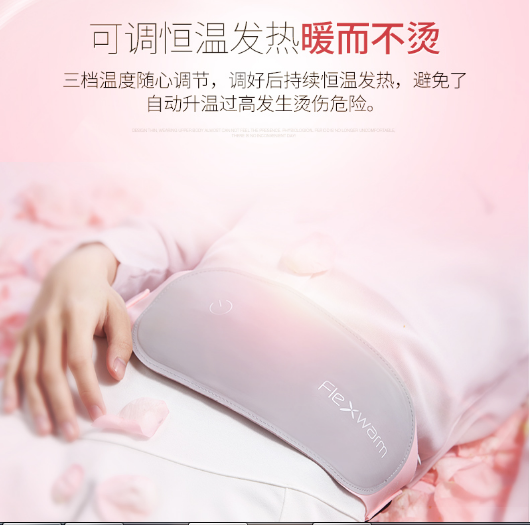 可调恒温发热暖而不烫
三档温度随心调节，调好后持续恒温发热，避免了
自动升温过高发生烫伤危险。
Flexwarm